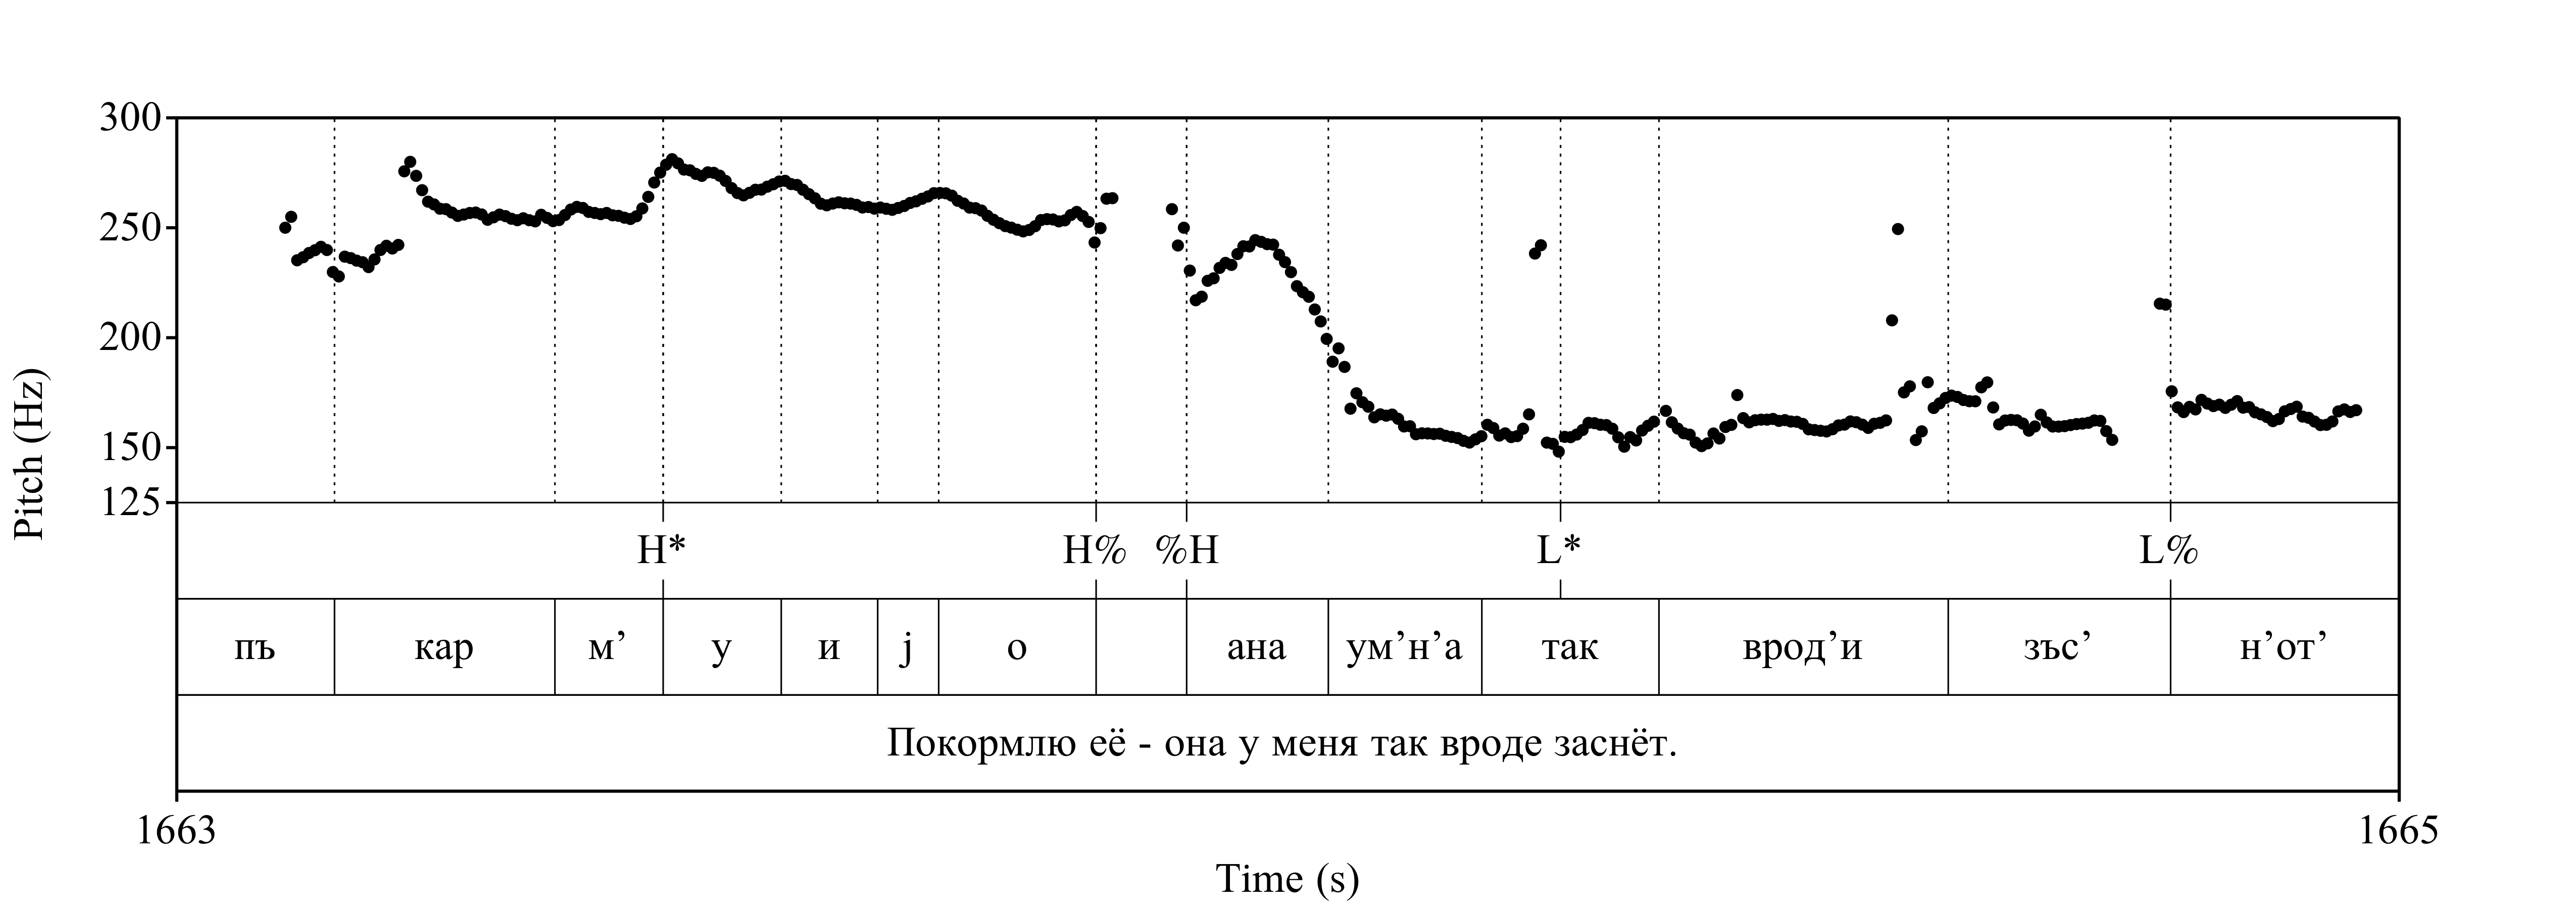 300
250
200
150
125
Pitch (Hz)
H* H% %H L* L%
пъ кар м’ у и j о ана ум’н’а так врод’и зъс’ н’от’
Покормлю её - она у меня так вроде заснёт.
1663 1665
Time (s)